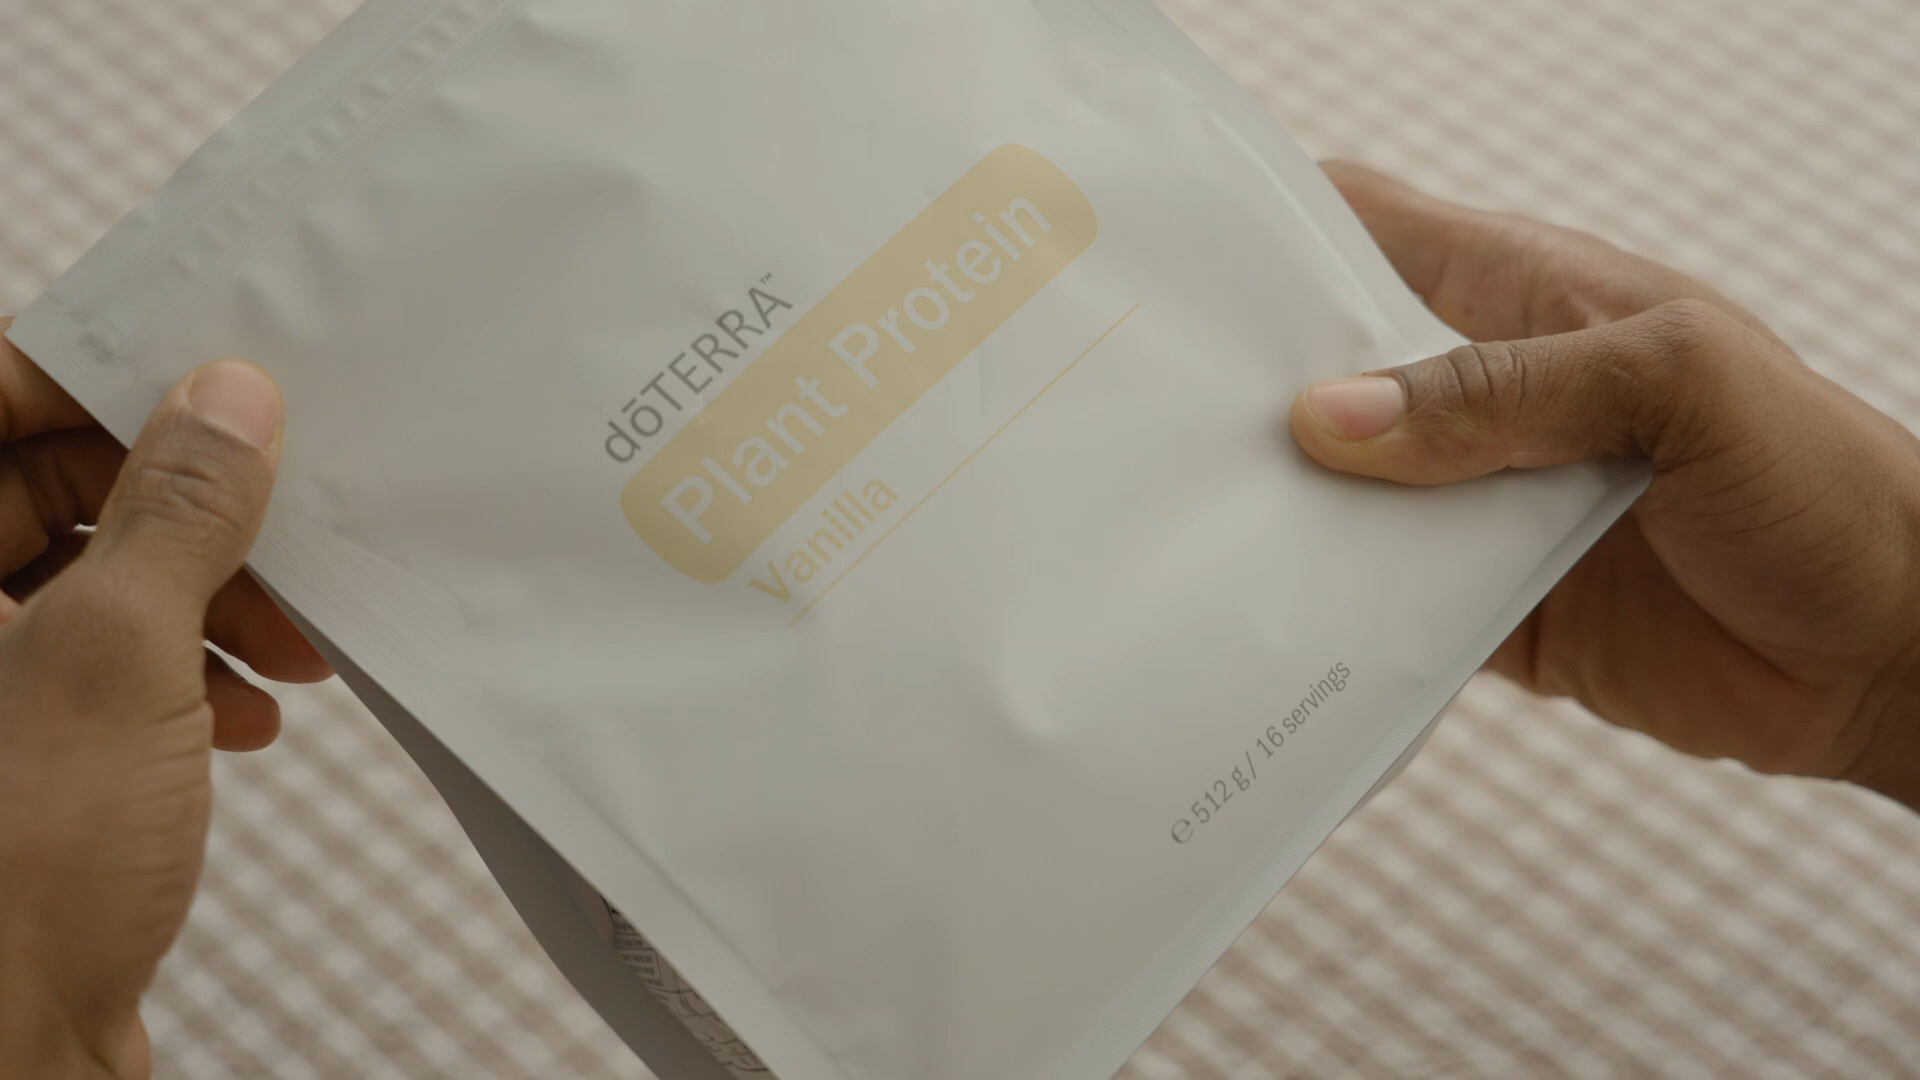 dōTERRA™
Plant Protein
Vanilla
℮ 512 g / 16 servings